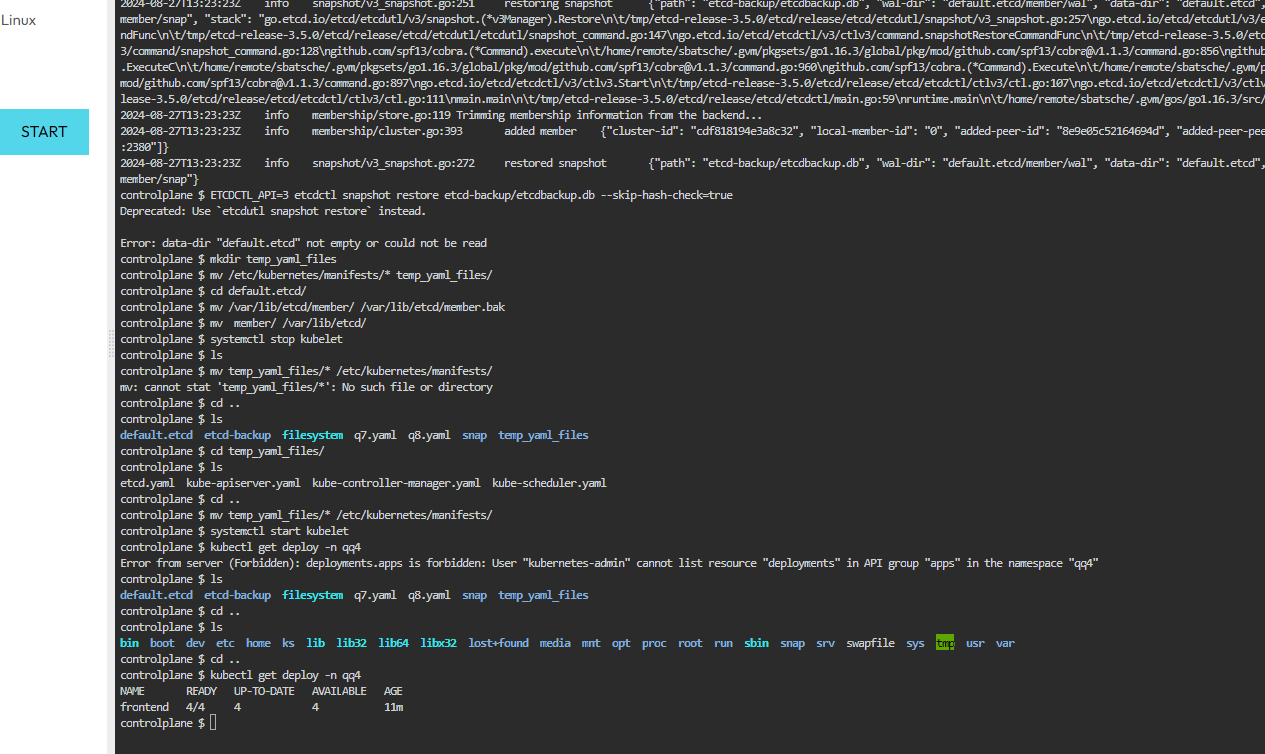 Linux
START
2024-08-27T13:23:23Z info snapshot/v3_snapshot.go:251 restoring snapshot {"path": "etcd-backup/etcdbackup.db", "wal-dir": "default.etcd/member/wal", "data-dir": "default.etcd",
member/snap", "stack": "go.etcd.io/etcd/etcdutl/v3/snapshot.(*v3Manager).Restore\n\t/tmp/etcd-release-3.5.0/etcd/release/etcd/etcdutl/snapshot/v3_snapshot.go:257\ngo.etcd.io/etcd/etcdutl/v3/e
ndFunc\n\t/tmp/etcd-release-3.5.0/etcd/release/etcd/etcdutl/etcdutl/snapshot_command.go:147\ngo.etcd.io/etcd/etcdctl/v3/ctlv3/command.snapshotRestoreCommandFunc\n\t/tmp/etcd-release-3.5.0/etc
3/command/snapshot_command.go:128\ngithub.com/spf13/cobra.(*Command).execute\n\t/home/remote/sbatsche/.gvm/pkgsets/go1.16.3/global/pkg/mod/github.com/spf13/cobra@v1.1.3/command.go:856\ngithub
.ExecuteC\n\t/home/remote/sbatsche/.gvm/pkgsets/go1.16.3/global/pkg/mod/github.com/spf13/cobra@v1.1.3/command.go:960\ngithub.com/spf13/cobra.(*Command).Execute\n\t/home/remote/sbatsche/.gvm/p
mod/github.com/spf13/cobra@v1.1.3/command.go:897\ngo.etcd.io/etcd/etcdctl/v3/ctlv3.Start\n\t/tmp/etcd-release-3.5.0/etcd/release/etcd/etcdctl/ctlv3/ctl.go:107\ngo.etcd.io/etcd/etcdctl/v3/ctlv
lease-3.5.0/etcd/release/etcd/etcdctl/ctlv3/ctl.go:111\nmain.main\n\t/tmp/etcd-release-3.5.0/etcd/release/etcd/etcdctl/main.go:59\nruntime.main\n\t/home/remote/sbatsche/.gvm/gos/go1.16.3/src/
2024-08-27T13:23:23Z info membership/store.go:119 Trimming membership information from the backend...
2024-08-27T13:23:23Z info membership/cluster.go:393 added member {"cluster-id": "cdf818194e3a8c32", "local-member-id": "0", "added-peer-id": "8e9e05c52164694d", "added-peer-pee
:2380"]}
2024-08-27T13:23:23Z info snapshot/v3_snapshot.go:272 restored snapshot {"path": "etcd-backup/etcdbackup.db", "wal-dir": "default.etcd/member/wal", "data-dir": "default.etcd",
member/snap"}
controlplane $ ETCDCTL_API=3 etcdctl snapshot restore etcd-backup/etcdbackup.db --skip-hash-check=true
Deprecated: Use `etcdutl snapshot restore` instead.

Error: data-dir "default.etcd" not empty or could not be read
controlplane $ mkdir temp_yaml_files
controlplane $ mv /etc/kubernetes/manifests/* temp_yaml_files/
controlplane $ cd default.etcd/
controlplane $ mv /var/lib/etcd/member/ /var/lib/etcd/member.bak
controlplane $ mv  member/ /var/lib/etcd/
controlplane $ systemctl stop kubelet
controlplane $ ls
controlplane $ mv temp_yaml_files/* /etc/kubernetes/manifests/
mv: cannot stat 'temp_yaml_files/*': No such file or directory
controlplane $ cd ..
controlplane $ ls
default.etcd etcd-backup filesystem q7.yaml q8.yaml snap temp_yaml_files
controlplane $ cd temp_yaml_files/
controlplane $ ls
etcd.yaml kube-apiserver.yaml kube-controller-manager.yaml kube-scheduler.yaml
controlplane $ cd ..
controlplane $ mv temp_yaml_files/* /etc/kubernetes/manifests/
controlplane $ systemctl start kubelet
controlplane $ kubectl get deploy -n qq4
Error from server (Forbidden): deployments.apps is forbidden: User "kubernetes-admin" cannot list resource "deployments" in API group "apps" in the namespace "qq4"
controlplane $ ls
default.etcd etcd-backup filesystem q7.yaml q8.yaml snap temp_yaml_files
controlplane $ cd ..
controlplane $ ls
bin boot dev etc home ks lib lib32 lib64 libx32 lost+found media mnt opt proc root run sbin snap srv swapfile sys tmp usr var
controlplane $ cd ..
controlplane $ kubectl get deploy -n qq4
NAME READY UP-TO-DATE AVAILABLE AGE
frontend 4/4 4 4 11m
controlplane $